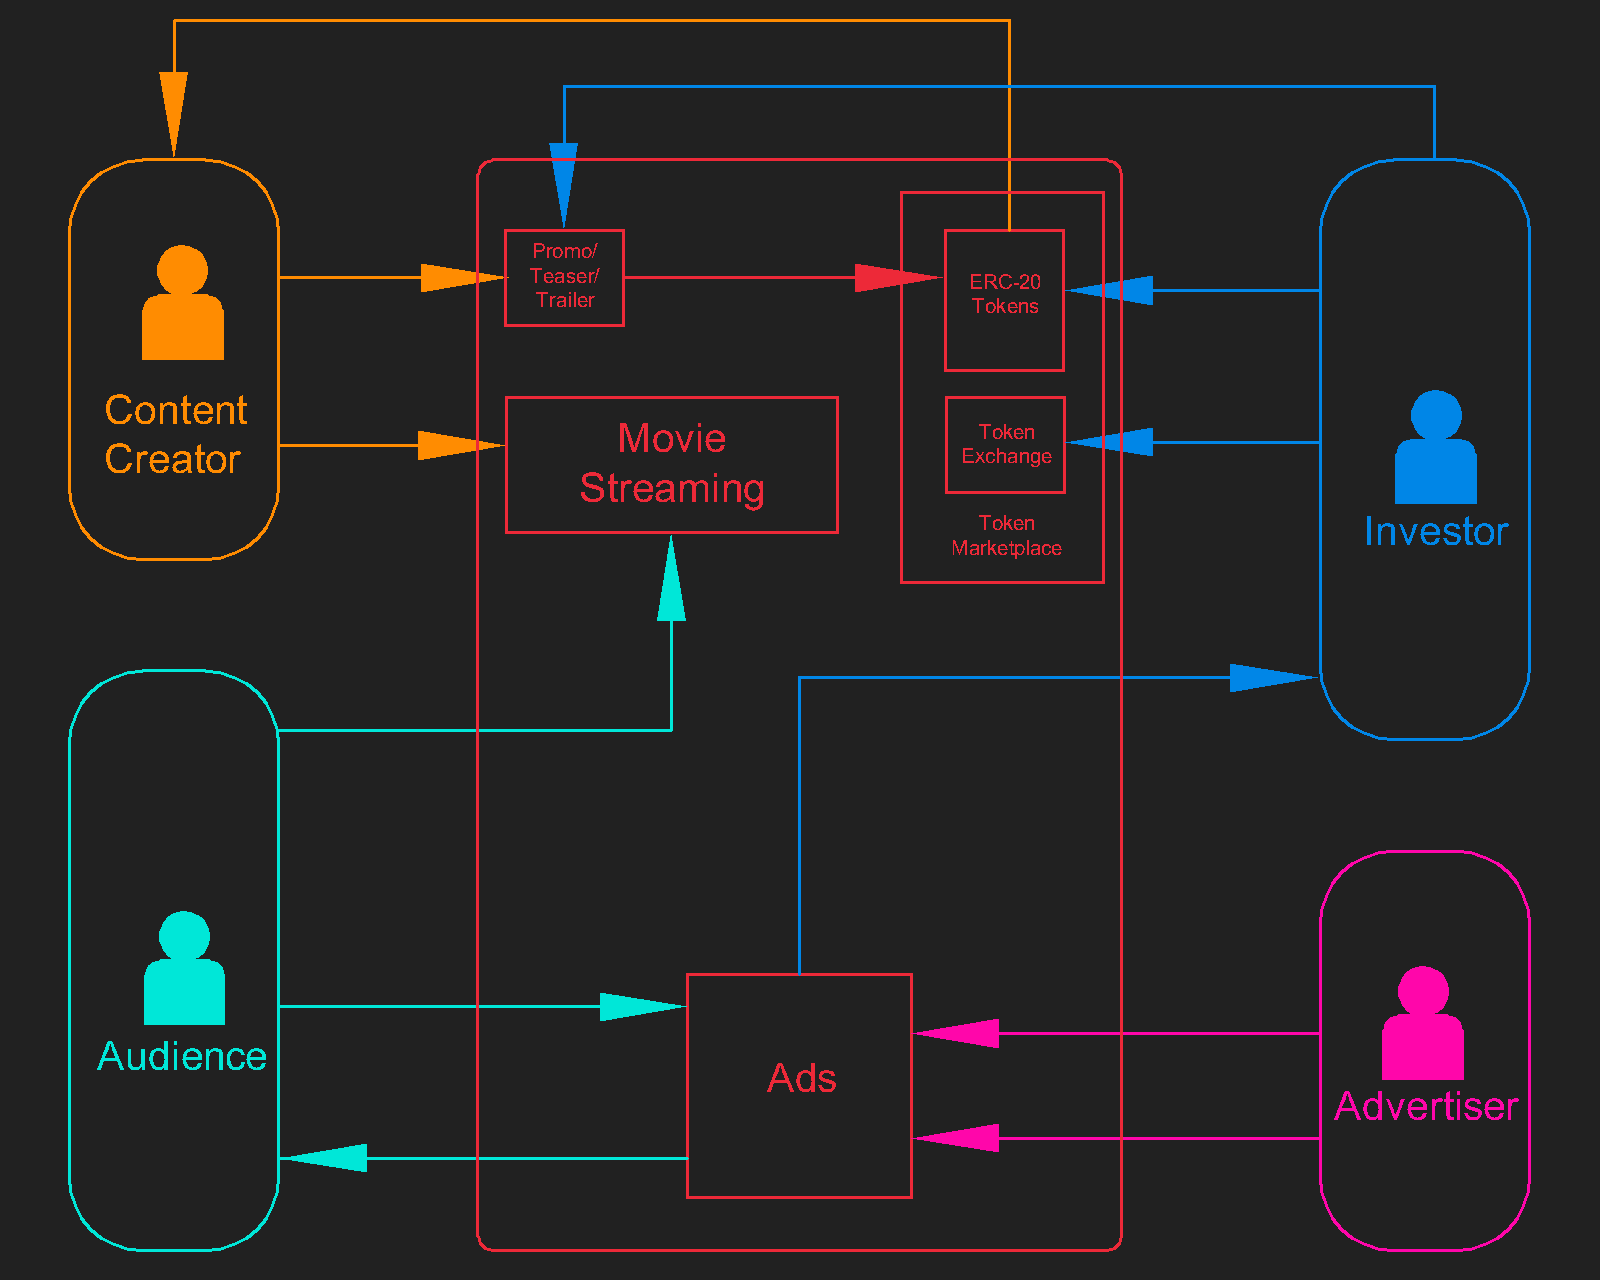 Promo/
Teaser/
Trailer
ERC-20
Tokens
Content
Creator
Movie
Streaming
Token
Exchange
Token
Marketplace
Investor
Audience
Ads
Advertiser